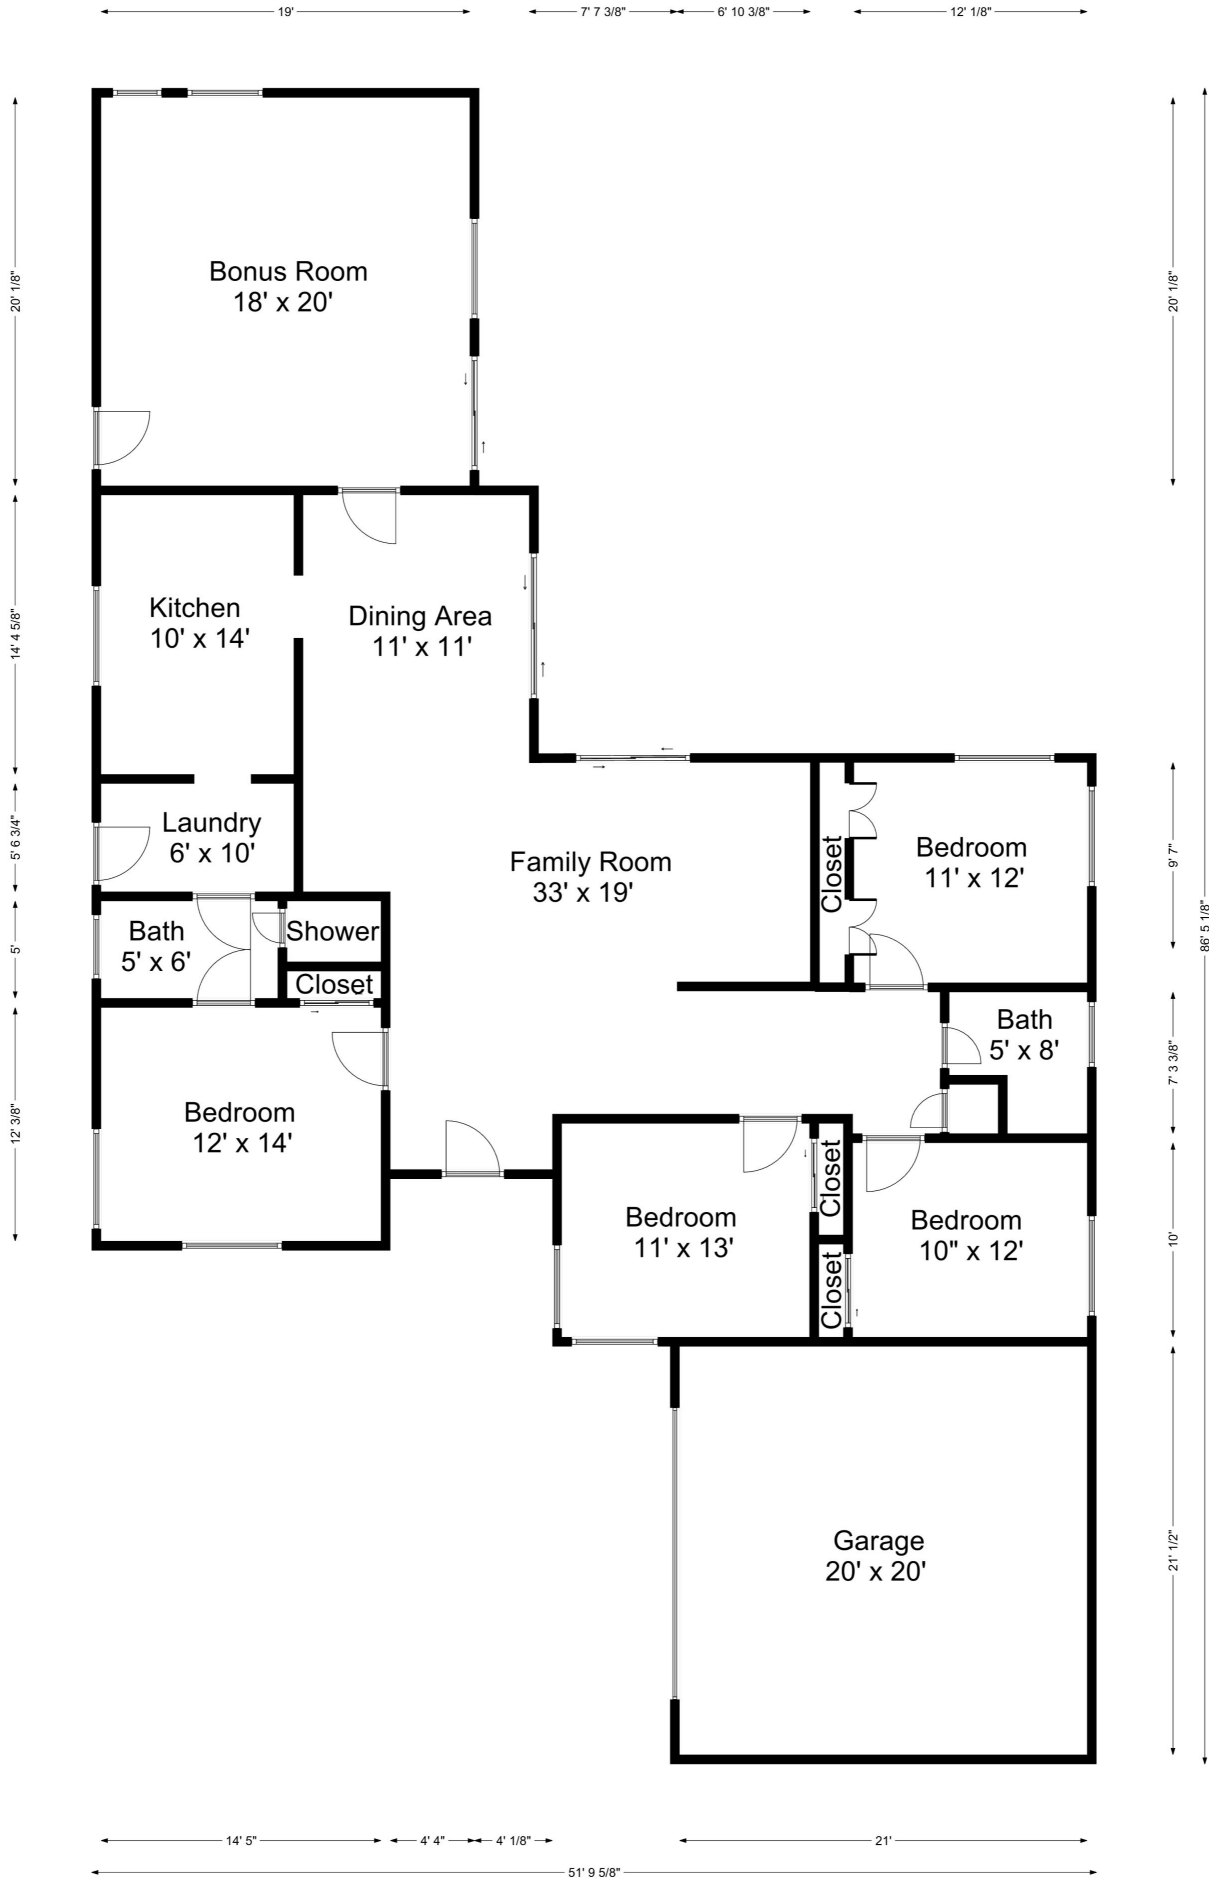 19'
7' 7 3/8"
6' 10 3/8"
12' 1/8"
20' 1/8"
Bonus Room
18' x 20'
20' 1/8"
14' 4 5/8"
Kitchen
10' x 14'
Dining Area
11' x 11'
5' 6 3/4"
Laundry
6' x 10'
Family Room
33' x 19'
Closet
Bedroom
11' x 12'
9' 7"
86' 5 1/8"
5'
Bath
5' x 6'
Shower
Closet
Bath
5' x 8'
7' 3 3/8"
12' 3/8"
Bedroom
12' x 14'
Bedroom
11' x 13'
Closet
Closet
Bedroom
10" x 12'
10'
Garage
20' x 20'
21' 1/2"
14' 5"
4' 4"
4' 1/8"
21'
51' 9 5/8"